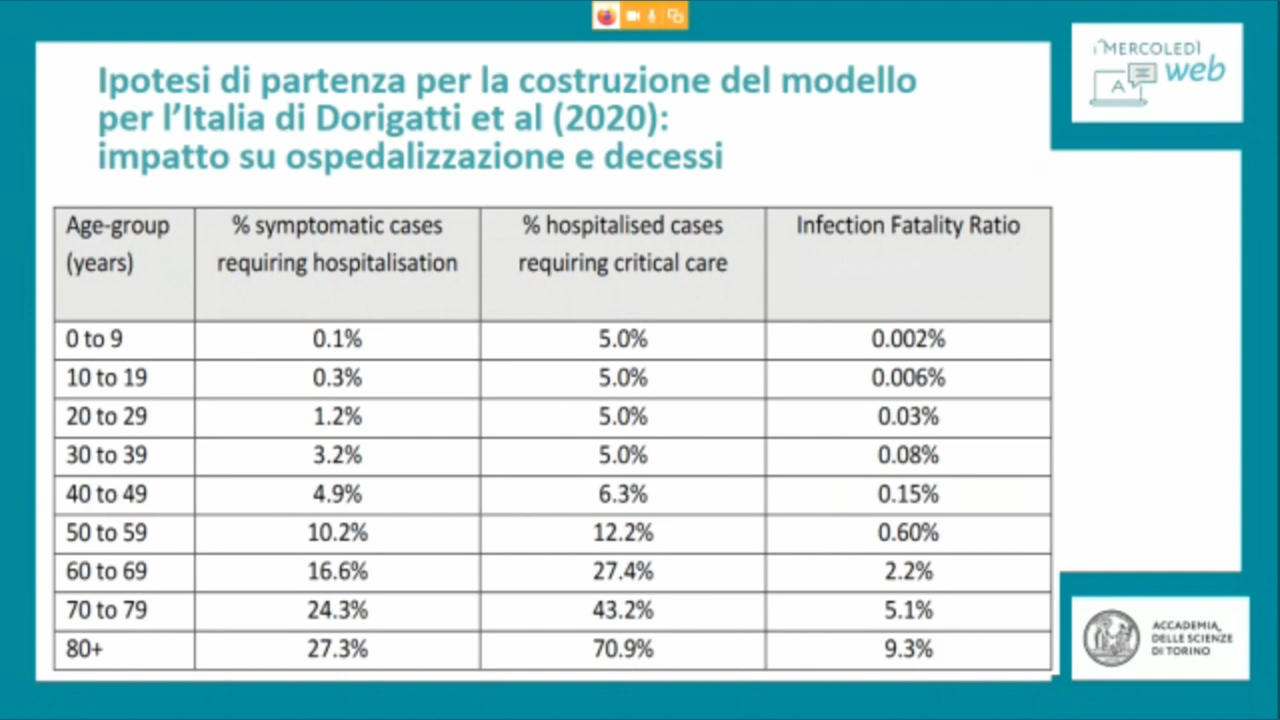 Ipotesi di partenza per la costruzione del modello
per l'Italia di Dorigatti et al (2020):
impatto su ospedalizzazione e decessi
Age-group (years) % symptomatic cases requiring hospitalisation % hospitalised cases requiring critical care Infection Fatality Ratio
0 to 9 0.1% 5.0% 0.002%
10 to 19 0.3% 5.0% 0.006%
20 to 29 1.2% 5.0% 0.03%
30 to 39 3.2% 5.0% 0.08%
40 to 49 4.9% 6.3% 0.15%
50 to 59 10.2% 12.2% 0.60%
60 to 69 16.6% 27.4% 2.2%
70 to 79 24.3% 43.2% 5.1%
80+ 27.3% 70.9% 9.3%
i MERCOLEDÌ
web
A
ACCADEMIA
DELLE SCIENZE
DI TORINO